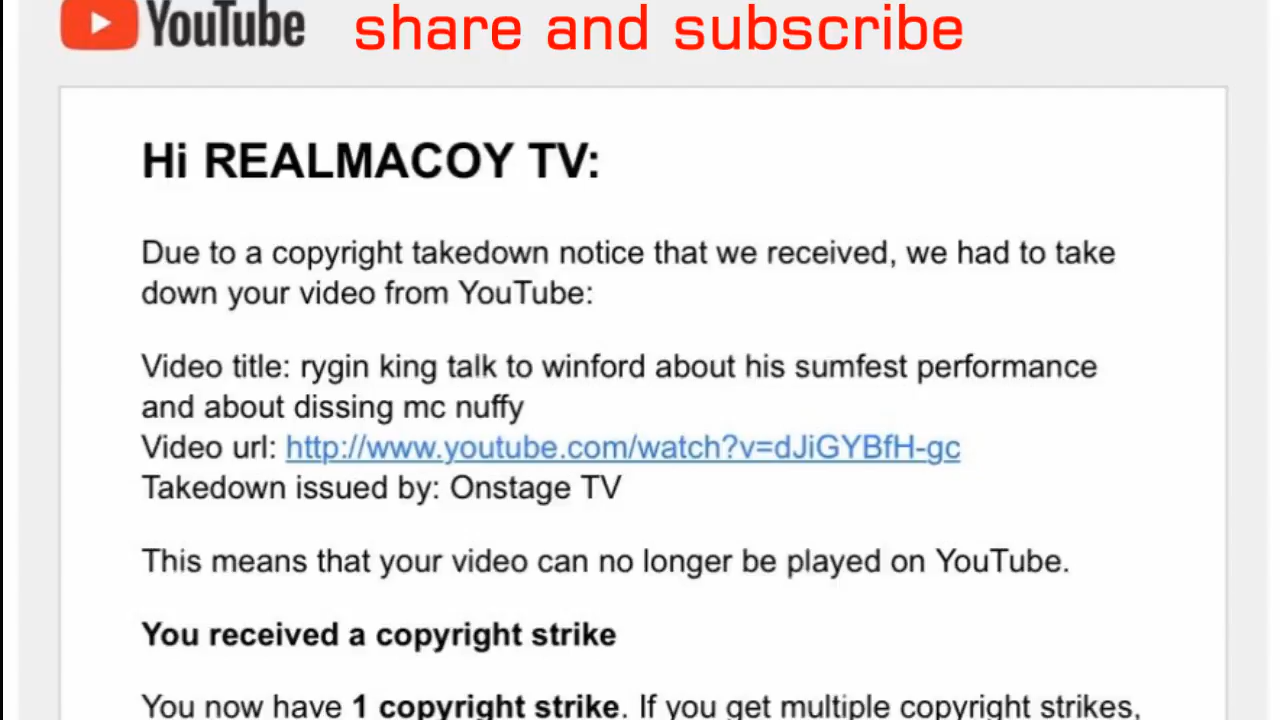 YouTube share and subscribe
Hi REALMACOY TV:
Due to a copyright takedown notice that we received, we had to take
down your video from YouTube:
Video title: rygin king talk to winford about his sumfest performance
and about dissing mc nuffy
Video url: http://www.youtube.com/watch?v=dJiGYBfH-gc
Takedown issued by: Onstage TV
This means that your video can no longer be played on YouTube.
You received a copyright strike
You now have 1 copyright strike. If you get multiple copyright strikes,